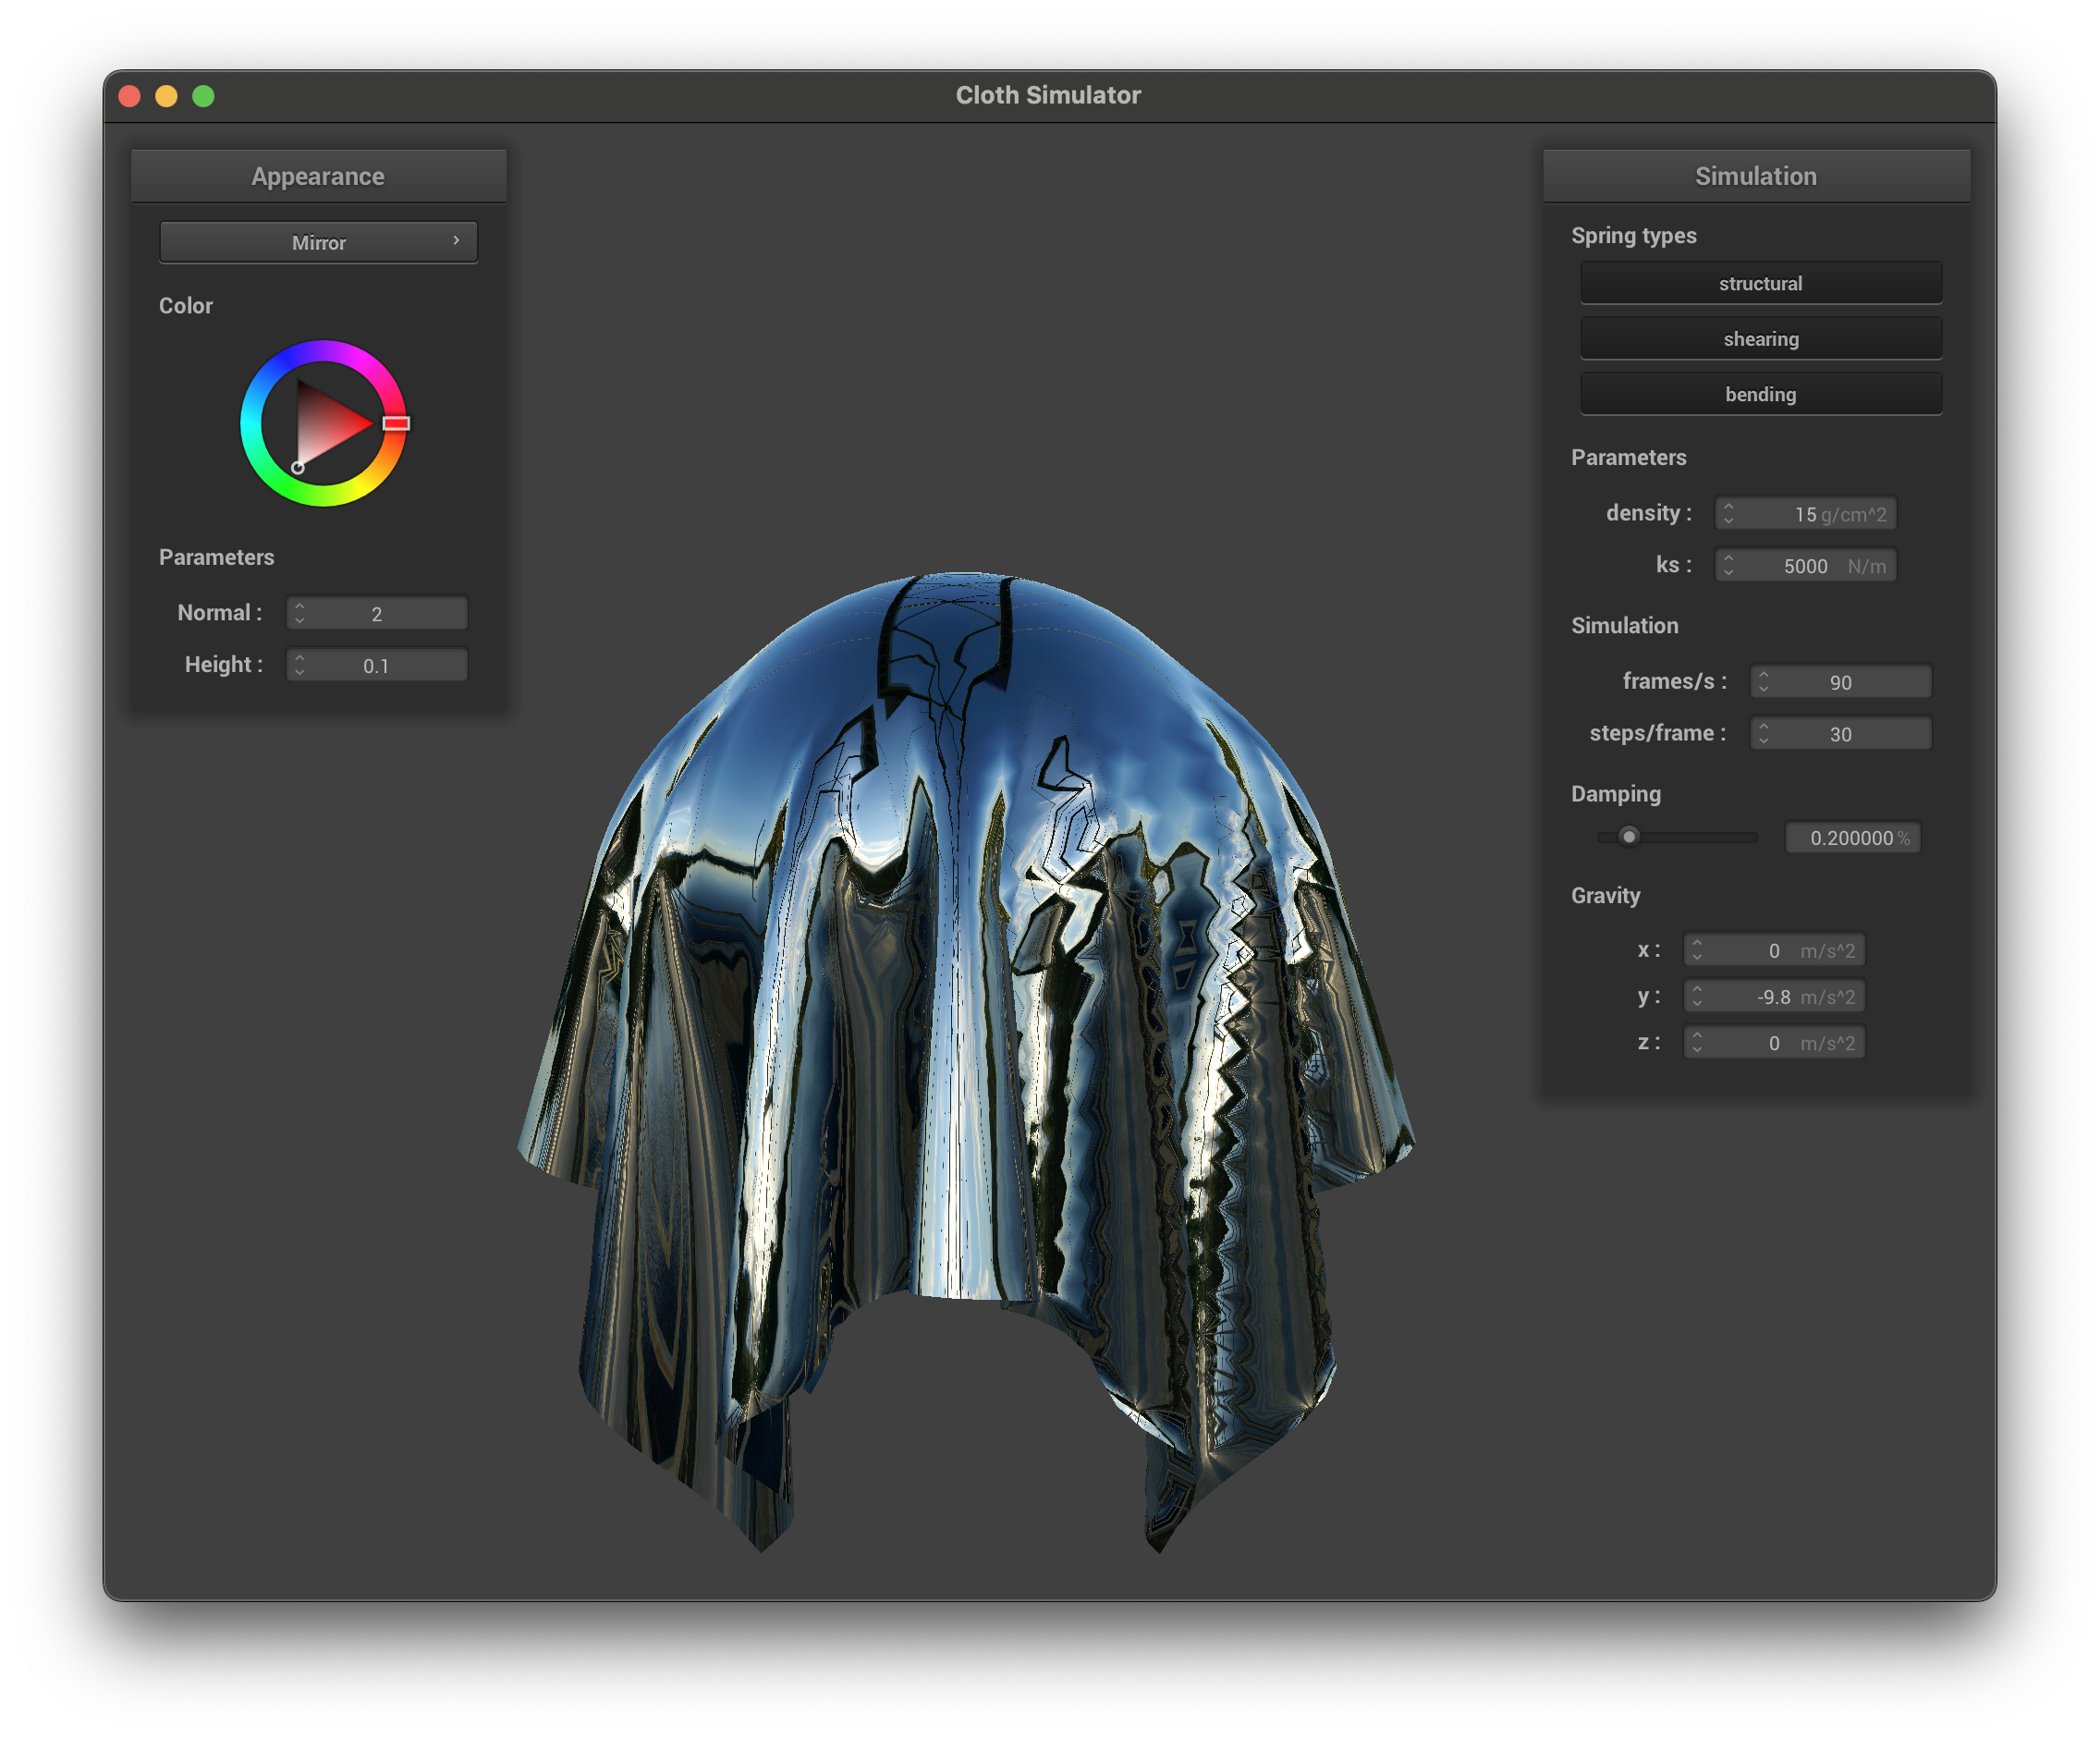 Cloth Simulator
Appearance
Mirror
Color
Parameters
Normal : 2
Height : 0.1
Simulation
Spring types
structural
shearing
bending
Parameters
density : 15 g/cm^2
ks : 5000 N/m
Simulation
frames/s : 90
steps/frame : 30
Damping
0.200000 %
Gravity
x : 0 m/s^2
y : -9.8 m/s^2
z : 0 m/s^2